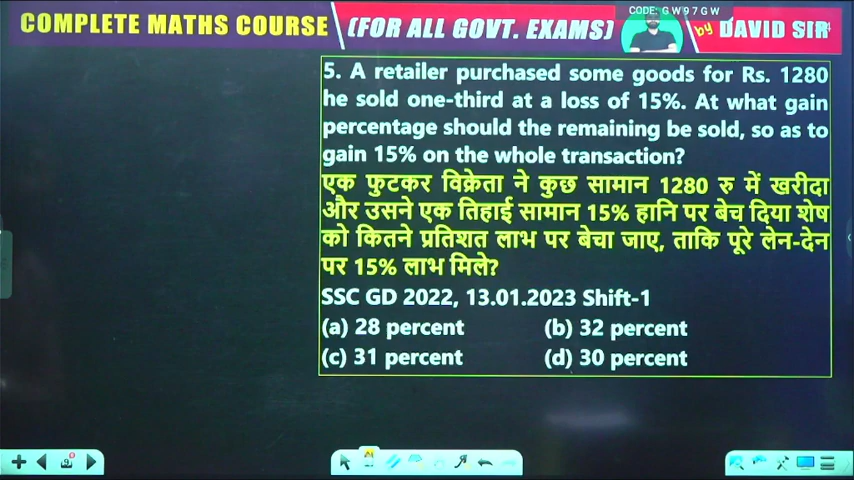 COMPLETE MATHS COURSE (FOR ALL GOVT. EXAMS) by DAVID SIR
CODE: G W 9 7 G W
5. A retailer purchased some goods for Rs. 1280
he sold one-third at a loss of 15%. At what gain
percentage should the remaining be sold, so as to
gain 15% on the whole transaction?
एक फुटकर विक्रेता ने कुछ सामान 1280 रु में खरीदा
और उसने एक तिहाई सामान 15% हानि पर बेच दिया शेष
को कितने प्रतिशत लाभ पर बेचा जाए, ताकि पूरे लेन-देन
पर 15% लाभ मिले?
SSC GD 2022, 13.01.2023 Shift-1
(a) 28 percent (b) 32 percent
(c) 31 percent (d) 30 percent